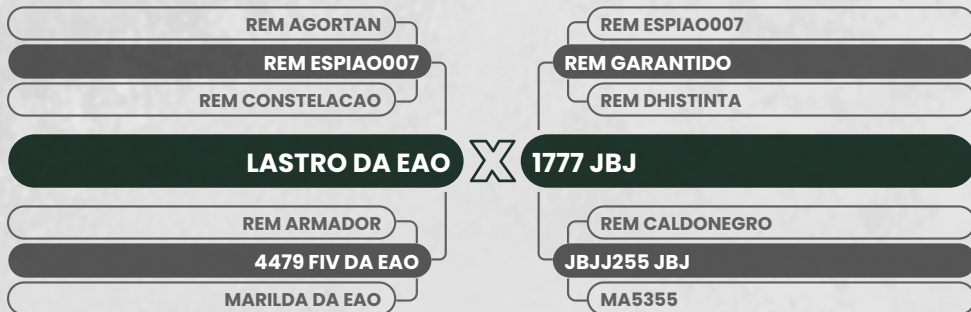 REM AGORTAN
REM ESPIAO007
REM CONSTELACAO
LASTRO DA EAO
REM ARMADOR
4479 FIV DA EAO
MARILDA DA EAO
X
REM ESPIAO007
REM GARANTIDO
REM DHISTINTA
1777 JBJ
REM CALDONEGRO
JBJJ255 JBJ
MA5355